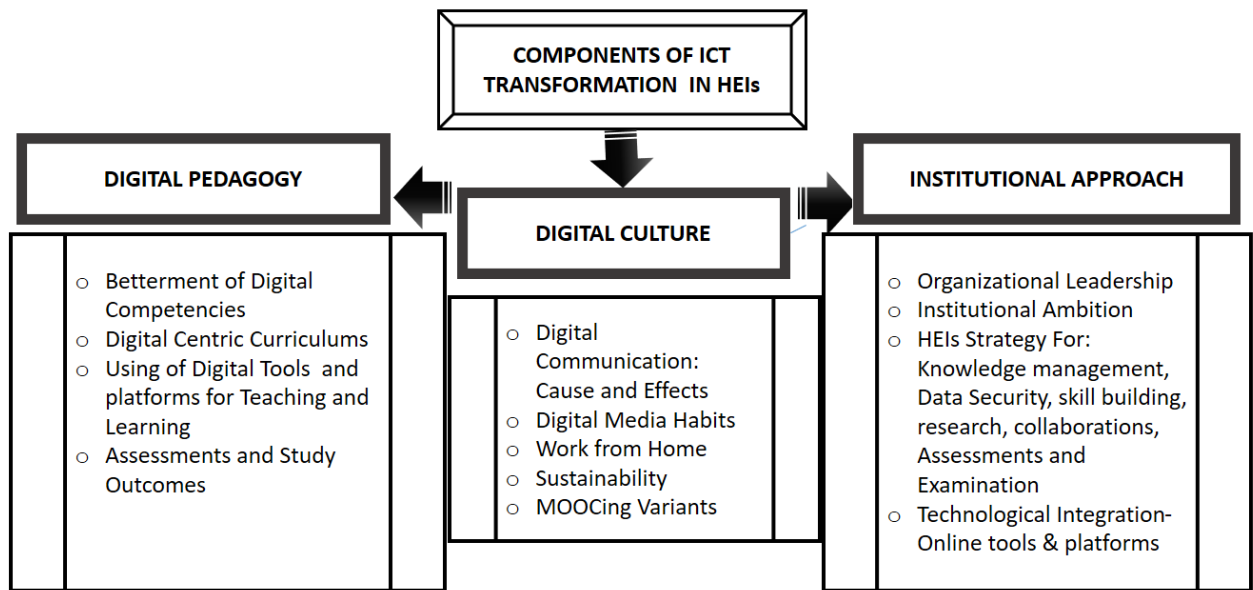 COMPONENTS OF ICT
TRANSFORMATION IN HEIs
DIGITAL PEDAGOGY
o Betterment of Digital
Competencies
o Digital Centric Curriculums
o Using of Digital Tools and
platforms for Teaching and
Learning
o Assessments and Study
Outcomes
DIGITAL CULTURE
o Digital
Communication:
Cause and Effects
o Digital Media Habits
o Work from Home
o Sustainability
o MOOCing Variants
INSTITUTIONAL APPROACH
o Organizational Leadership
o Institutional Ambition
o HEIs Strategy For:
Knowledge management,
Data Security, skill building,
research, collaborations,
Assessments and
Examination
o Technological Integration-
Online tools & platforms